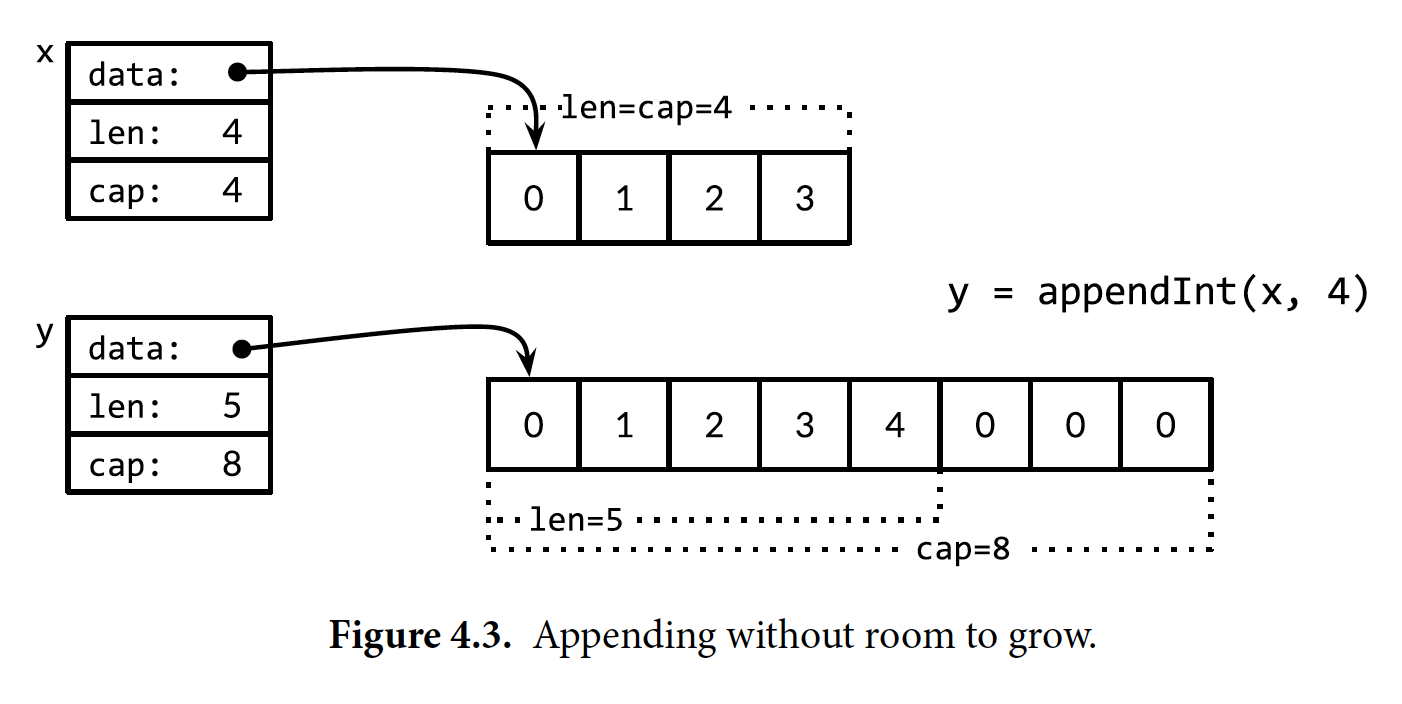 x
data:
len: 4
cap: 4
len=cap=4
0 1 2 3
y = appendInt(x, 4)
y
data:
len: 5
cap: 8
0 1 2 3 4 0 0 0
len=5
cap=8
Figure 4.3. Appending without room to grow.